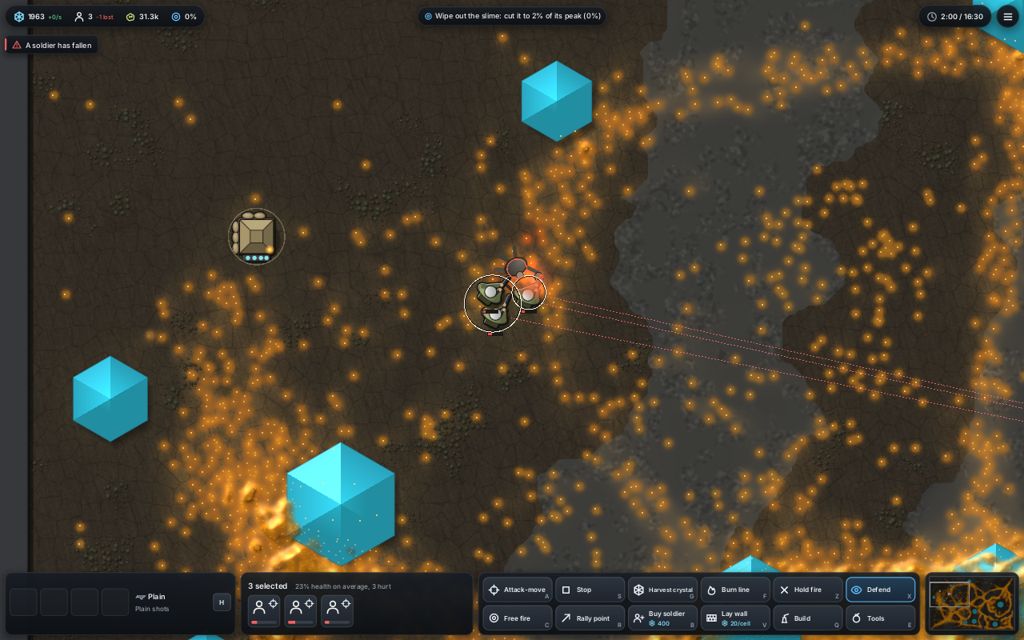 1963 +0/s 3 -1 lost 31.3k 0%
Wipe out the slime: cut it to 2% of its peak (0%)
2:00 / 16:30
A soldier has fallen
Plain
Plain shots
H
3 selected 23% health on average, 3 hurt
Attack-move A
Stop S
Harvest crystal G
Burn line F
Hold fire Z
Defend X
Free fire C
Rally point R
Buy soldier 400 B
Lay wall 20/cell V
Build Q
Tools E